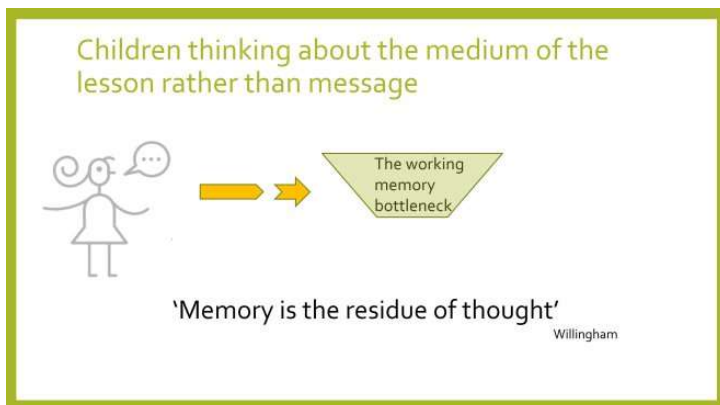 Children thinking about the medium of the
lesson rather than message
The working
memory
bottleneck
‘Memory is the residue of thought’
Willingham